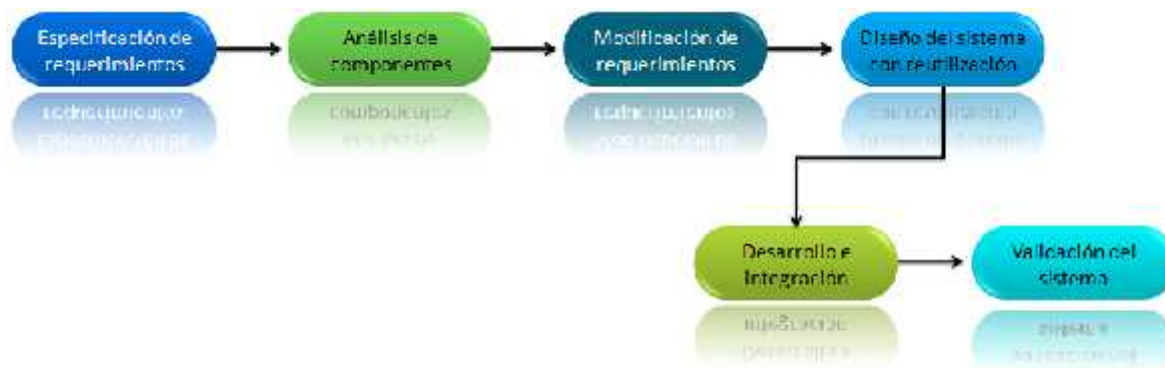 Especificación de
requerimientos
Análisis de
componentes
Modificación de
requerimientos
Diseño del sistema
con reutilización
Desarrollo e
integración
Validación del
sistema